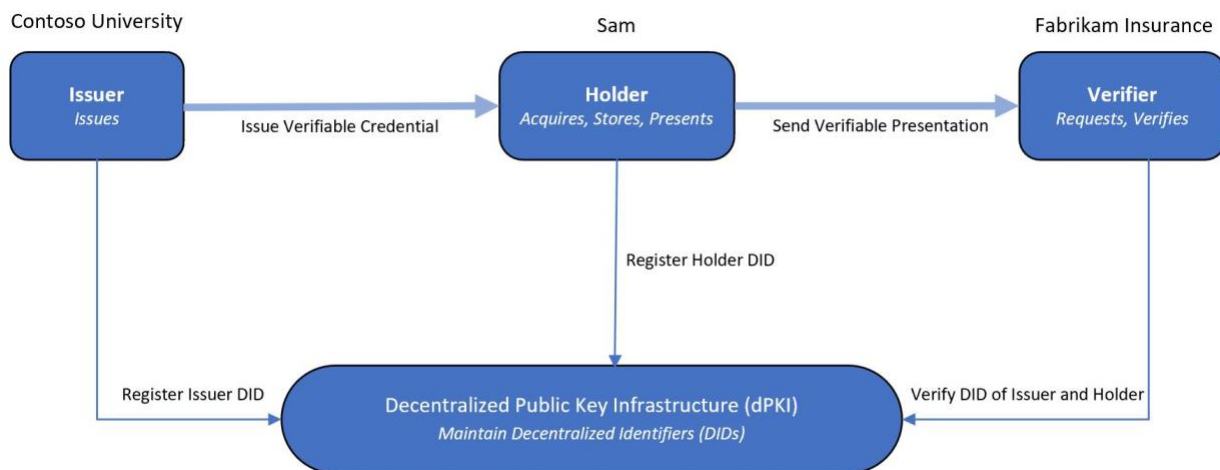 Contoso University
Sam
Fabrikam Insurance
Issuer
Issues
Issue Verifiable Credential
Holder
Acquires, Stores, Presents
Send Verifiable Presentation
Verifier
Requests, Verifies
Register Holder DID
Register Issuer DID
Decentralized Public Key Infrastructure (dPKI)
Maintain Decentralized Identifiers (DIDs)
Verify DID of Issuer and Holder